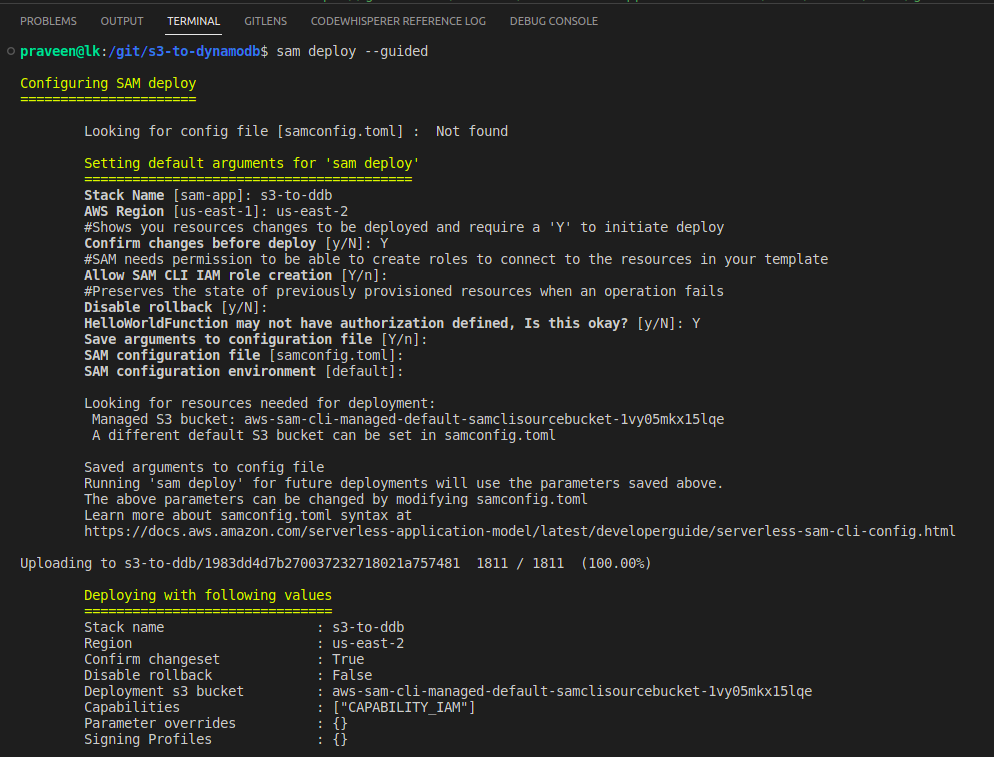 PROBLEMS OUTPUT TERMINAL GITLENS CODEWHISPERER REFERENCE LOG DEBUG CONSOLE
praveen@lk:/git/s3-to-dynamodb$ sam deploy --guided
Configuring SAM deploy
======================
Looking for config file [samconfig.toml] :  Not found
Setting default arguments for 'sam deploy'
=========================================
Stack Name [sam-app]: s3-to-ddb
AWS Region [us-east-1]: us-east-2
#Shows you resources changes to be deployed and require a 'Y' to initiate deploy
Confirm changes before deploy [y/N]: Y
#SAM needs permission to be able to create roles to connect to the resources in your template
Allow SAM CLI IAM role creation [Y/n]:
#Preserves the state of previously provisioned resources when an operation fails
Disable rollback [y/N]:
HelloWorldFunction may not have authorization defined, Is this okay? [y/N]: Y
Save arguments to configuration file [Y/n]:
SAM configuration file [samconfig.toml]:
SAM configuration environment [default]:
Looking for resources needed for deployment:
Managed S3 bucket: aws-sam-cli-managed-default-samclisourcebucket-1vy05mkx15lqe
A different default S3 bucket can be set in samconfig.toml
Saved arguments to config file
Running 'sam deploy' for future deployments will use the parameters saved above.
The above parameters can be changed by modifying samconfig.toml
Learn more about samconfig.toml syntax at
https://docs.aws.amazon.com/serverless-application-model/latest/developerguide/serverless-sam-cli-config.html
Uploading to s3-to-ddb/1983dd4d7b270037232718021a757481  1811 / 1811  (100.00%)
Deploying with following values
===============================
Stack name                   : s3-to-ddb
Region                       : us-east-2
Confirm changeset            : True
Disable rollback             : False
Deployment s3 bucket         : aws-sam-cli-managed-default-samclisourcebucket-1vy05mkx15lqe
Capabilities                 : ["CAPABILITY_IAM"]
Parameter overrides          : {}
Signing Profiles             : {}